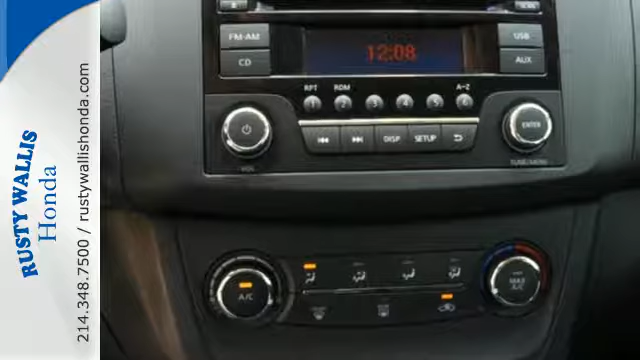 RUSTY WALLIS
Honda
214.348.7500 / rustywallishonda.com
FM·AM
CD
12:08
USB
AUX
RPT
RDM
A-Z
1
2
3
4
5
6
DISP
SETUP
ENTER
VOL
TUNE/MENU
A/C
MAX
A/C